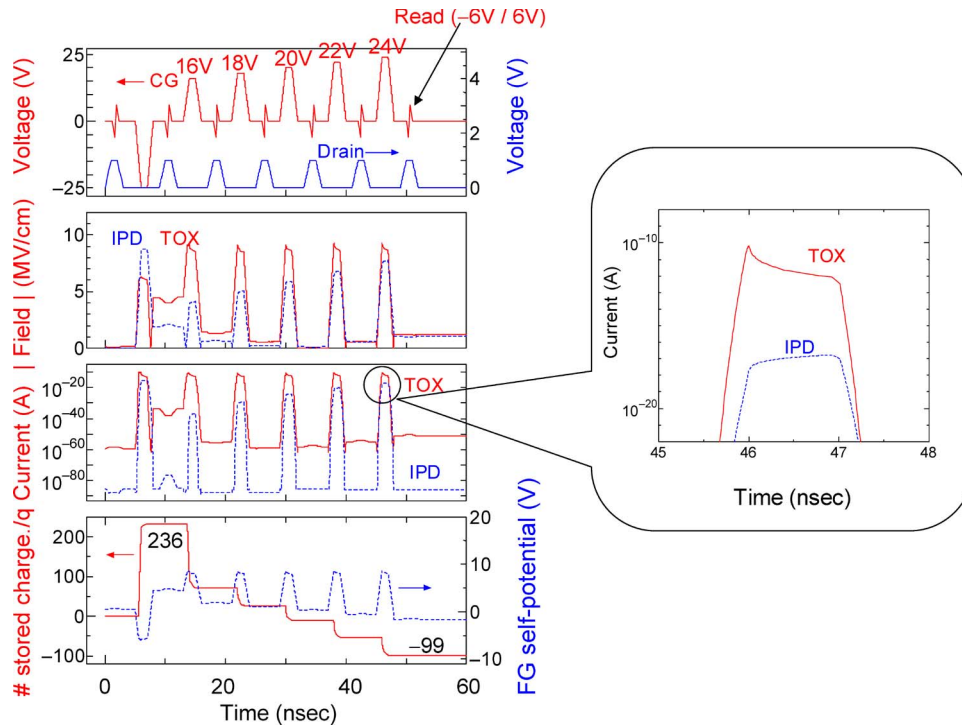 Read (–6V / 6V)
Voltage (V)
25
0
–25
CG
16V
18V
20V
22V
24V
Drain
4
2
0
Voltage (V)
| Field | (MV/cm)
10
5
0
IPD
TOX
Current (A)
10⁻²⁰
10⁻⁴⁰
10⁻⁶⁰
10⁻⁸⁰
TOX
IPD
# stored charge./q
200
100
0
–100
236
–99
20
10
0
–10
FG self-potential (V)
0
20
40
60
Time (nsec)
Current (A)
10⁻¹⁰
10⁻²⁰
TOX
IPD
45
46
47
48
Time (nsec)